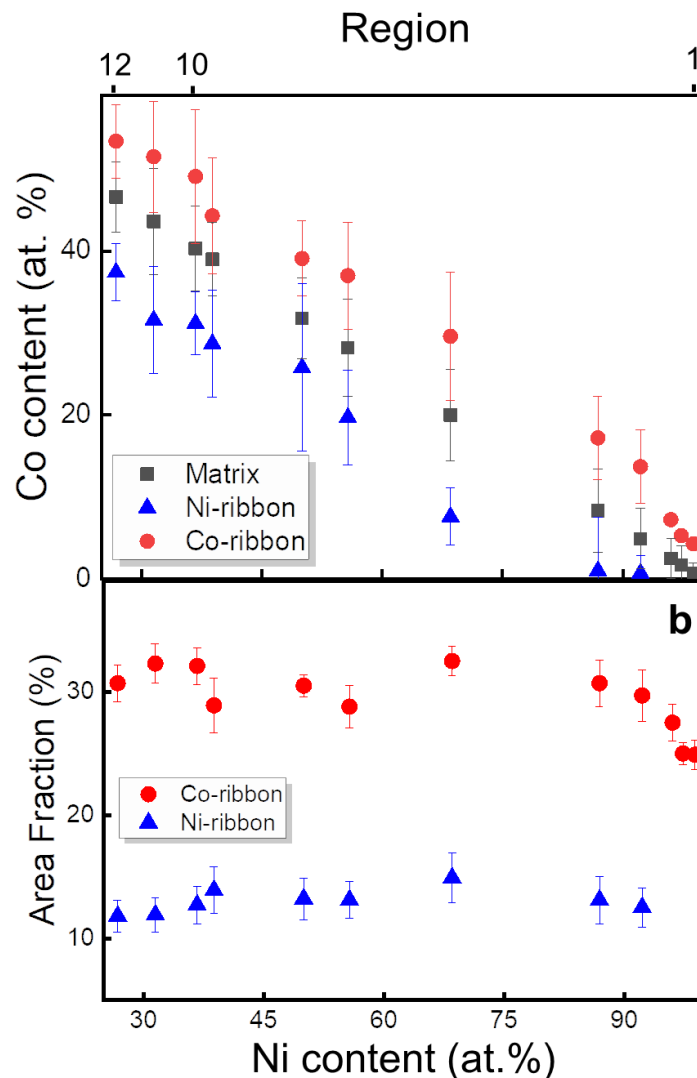 Region
12 10 1
Co content (at. %)
40
20
0
Matrix
Ni-ribbon
Co-ribbon
b
Area Fraction (%)
30
20
10
Co-ribbon
Ni-ribbon
30 45 60 75 90
Ni content (at.%)